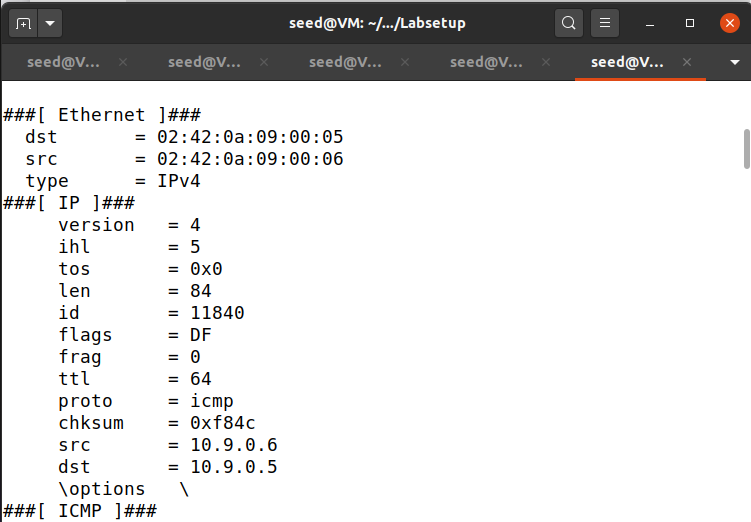 seed@VM: ~/.../Labsetup
seed@V... × seed@V... × seed@V... × seed@V... × seed@V... ×
###[ Ethernet ]###
  dst       = 02:42:0a:09:00:05
  src       = 02:42:0a:09:00:06
  type      = IPv4
###[ IP ]###
     version   = 4
     ihl       = 5
     tos       = 0x0
     len       = 84
     id        = 11840
     flags     = DF
     frag      = 0
     ttl       = 64
     proto     = icmp
     chksum    = 0xf84c
     src       = 10.9.0.6
     dst       = 10.9.0.5
     \options   \
###[ ICMP ]###